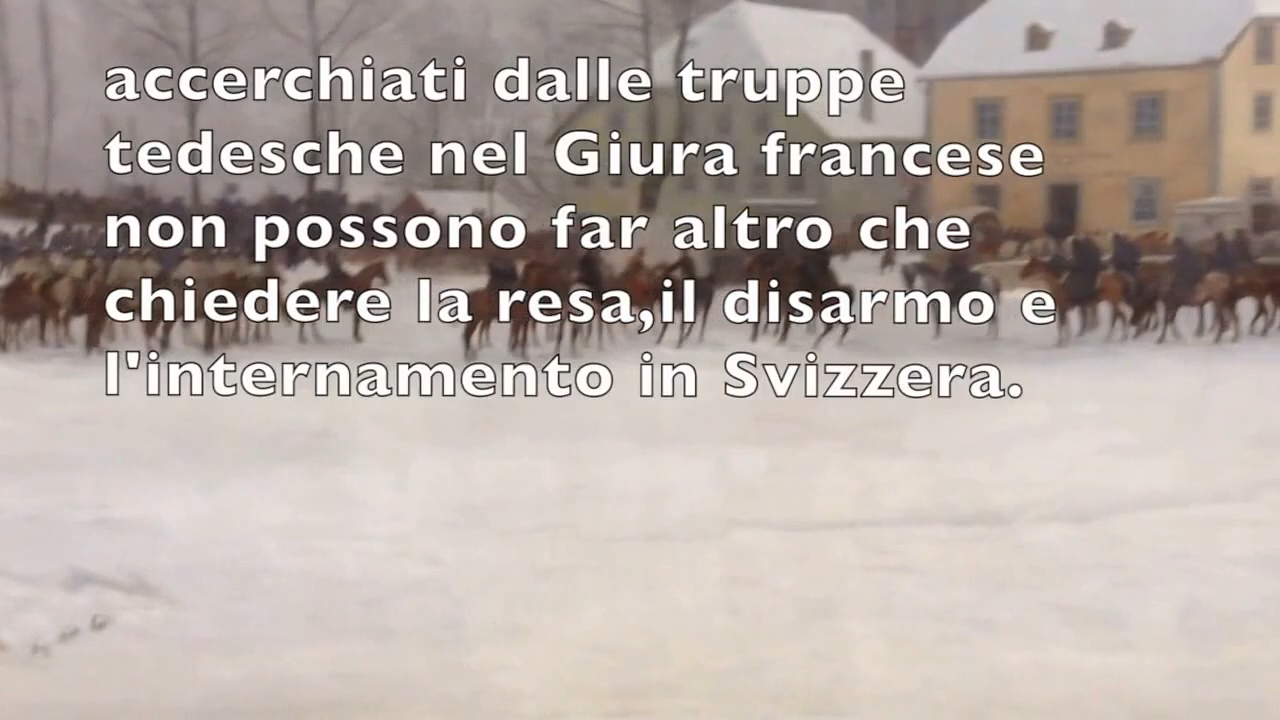 accerchiati dalle truppe
tedesche nel Giura francese
non possono far altro che
chiedere la resa,il disarmo e
l'internamento in Svizzera.